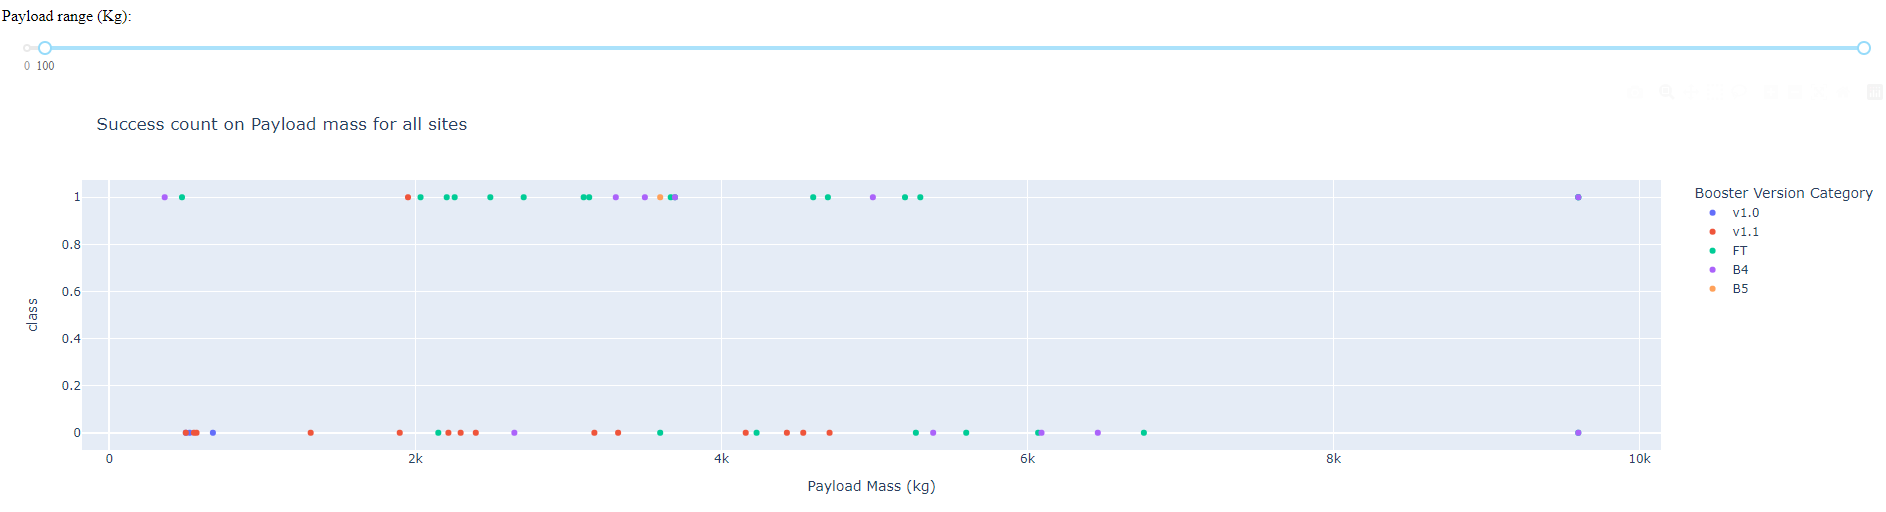 Payload range (Kg):
0 100
Success count on Payload mass for all sites
Booster Version Category
v1.0
v1.1
FT
B4
B5
class
1
0.8
0.6
0.4
0.2
0
0 2k 4k 6k 8k 10k
Payload Mass (kg)